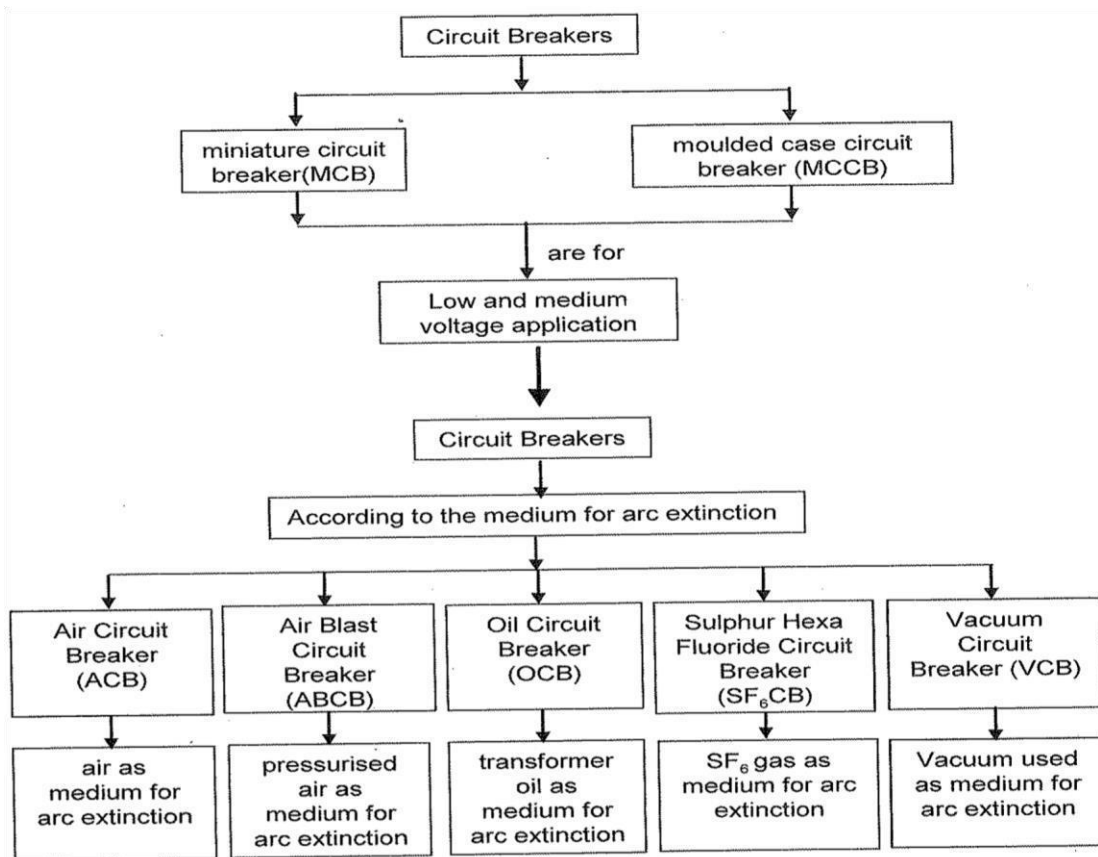 Circuit Breakers
miniature circuit
breaker(MCB)
moulded case circuit
breaker (MCCB)
are for
Low and medium
voltage application
Circuit Breakers
According to the medium for arc extinction
Air Circuit
Breaker
(ACB)
Air Blast
Circuit
Breaker
(ABCB)
Oil Circuit
Breaker
(OCB)
Sulphur Hexa
Fluoride Circuit
Breaker
(SF₆CB)
Vacuum
Circuit
Breaker (VCB)
air as
medium for
arc extinction
pressurised
air as
medium for
arc extinction
transformer
oil as
medium for
arc extinction
SF₆ gas as
medium for arc
extinction
Vacuum used
as medium for
arc extinction